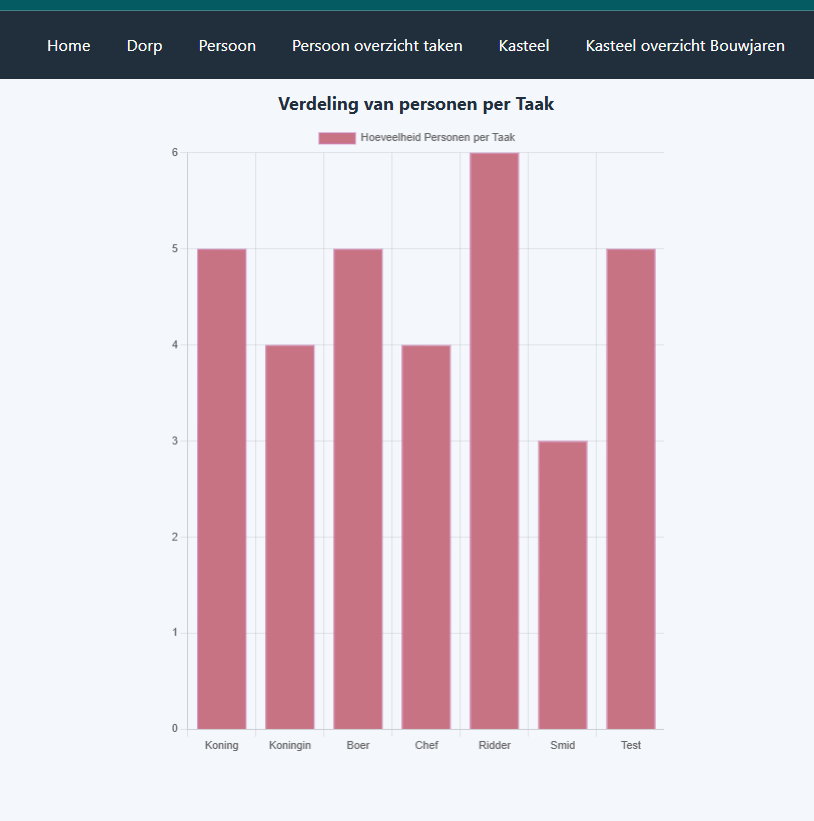 Home Dorp Persoon Persoon overzicht taken Kasteel Kasteel overzicht Bouwjaren
Verdeling van personen per Taak
Hoeveelheid Personen per Taak
6
5
4
3
2
1
0
Koning Koningin Boer Chef Ridder Smid Test